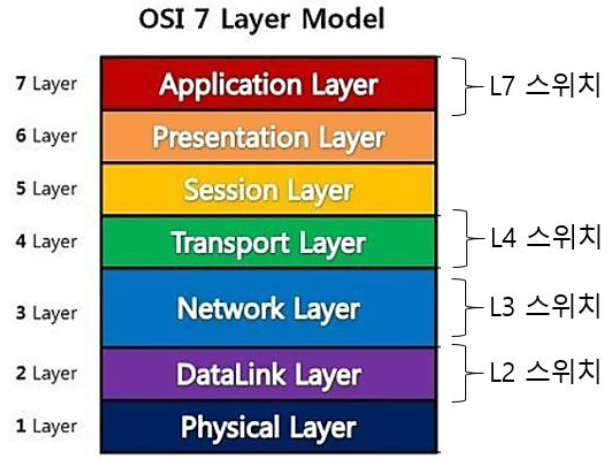 OSI 7 Layer Model
7 Layer Application Layer L7 스위치
6 Layer Presentation Layer
5 Layer Session Layer
4 Layer Transport Layer L4 스위치
3 Layer Network Layer L3 스위치
2 Layer DataLink Layer L2 스위치
1 Layer Physical Layer